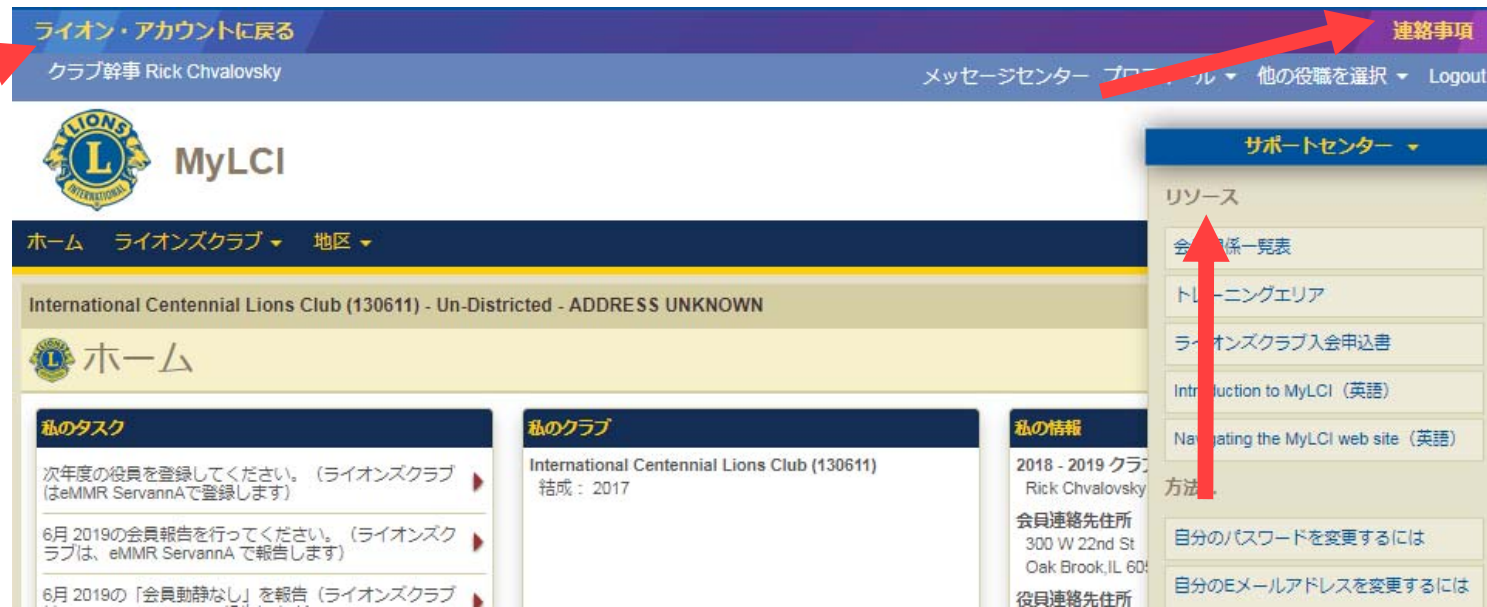 ライオン・アカウントに戻る
連絡事項
クラブ幹事 Rick Chvalovsky
メッセージセンター
他の役職を選択
Logout
LIONS
L
INTERNATIONAL
MyLCI
サポートセンター
リソース
ホーム ライオンズクラブ 地区
International Centennial Lions Club (130611) - Un-Districted - ADDRESS UNKNOWN
ホーム
トレーニングエリア
ライオンズクラブ入会申込書
Introduction to MyLCI（英語）
Navigating the MyLCI web site（英語）
方法
自分のパスワードを変更するには
自分のEメールアドレスを変更するには
私のタスク
次年度の役員を登録してください。（ライオンズクラブ
はeMMR ServannAで登録します）
6月 2019の会員報告を行ってください。（ライオンズク
ラブは、eMMR ServannA で報告します）
6月 2019の「会員動静なし」を報告（ライオンズクラブ
私のクラブ
International Centennial Lions Club (130611)
結成： 2017
私の情報
2018 - 2019 クラブ
Rick Chvalovsky
会員連絡先住所
300 W 22nd St
Oak Brook,IL
役員連絡先住所